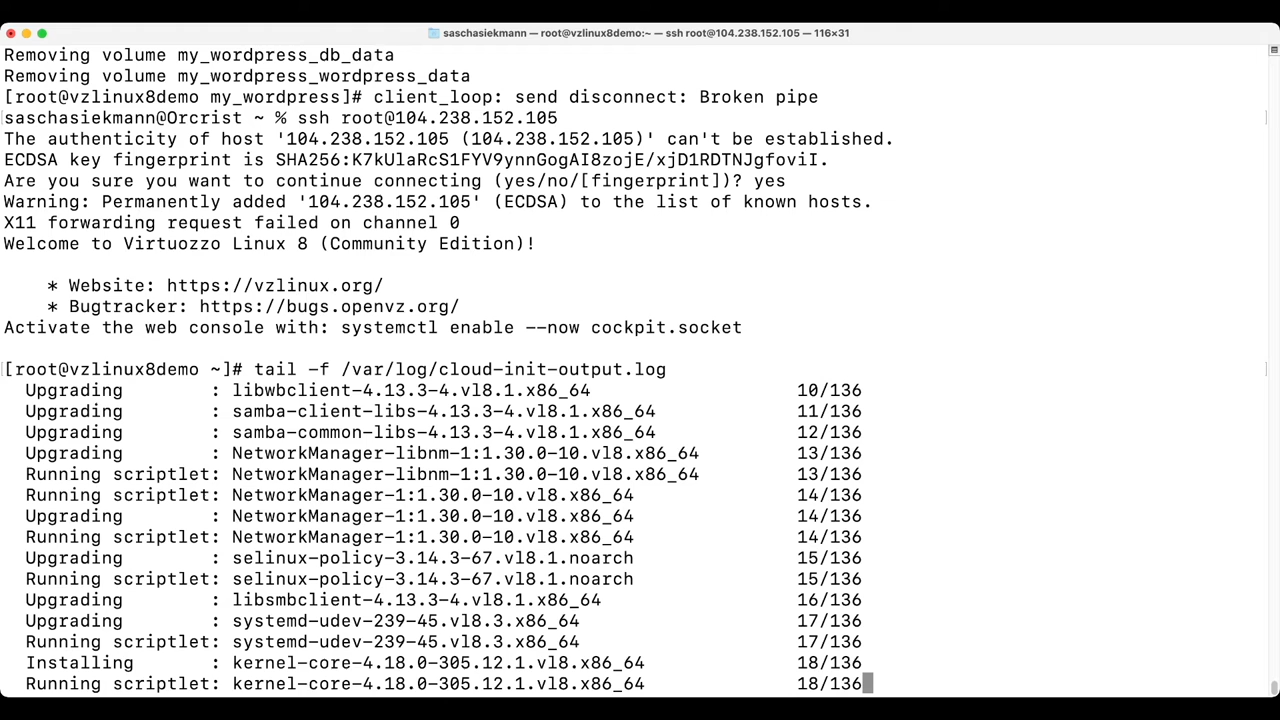 saschasiekmann — root@vzlinux8demo:~ — ssh root@104.238.152.105 — 116×31
Removing volume my_wordpress_db_data
Removing volume my_wordpress_wordpress_data
[root@vzlinux8demo my_wordpress]# client_loop: send disconnect: Broken pipe
saschasiekmann@Orcrist ~ % ssh root@104.238.152.105
The authenticity of host '104.238.152.105 (104.238.152.105)' can't be established.
ECDSA key fingerprint is SHA256:K7kUlaRcS1FYV9ynnGogAI8zojE/xjD1RDTNJgfoviI.
Are you sure you want to continue connecting (yes/no/[fingerprint])? yes
Warning: Permanently added '104.238.152.105' (ECDSA) to the list of known hosts.
X11 forwarding request failed on channel 0
Welcome to Virtuozzo Linux 8 (Community Edition)!
* Website: https://vzlinux.org/
* Bugtracker: https://bugs.openvz.org/
Activate the web console with: systemctl enable --now cockpit.socket
[root@vzlinux8demo ~]# tail -f /var/log/cloud-init-output.log
Upgrading : libwbclient-4.13.3-4.vl8.1.x86_64 10/136
Upgrading : samba-client-libs-4.13.3-4.vl8.1.x86_64 11/136
Upgrading : samba-common-libs-4.13.3-4.vl8.1.x86_64 12/136
Upgrading : NetworkManager-libnm-1:1.30.0-10.vl8.x86_64 13/136
Running scriptlet: NetworkManager-libnm-1:1.30.0-10.vl8.x86_64 13/136
Running scriptlet: NetworkManager-1:1.30.0-10.vl8.x86_64 14/136
Upgrading : NetworkManager-1:1.30.0-10.vl8.x86_64 14/136
Running scriptlet: NetworkManager-1:1.30.0-10.vl8.x86_64 14/136
Upgrading : selinux-policy-3.14.3-67.vl8.1.noarch 15/136
Running scriptlet: selinux-policy-3.14.3-67.vl8.1.noarch 15/136
Upgrading : libsmbclient-4.13.3-4.vl8.1.x86_64 16/136
Upgrading : systemd-udev-239-45.vl8.3.x86_64 17/136
Running scriptlet: systemd-udev-239-45.vl8.3.x86_64 17/136
Installing : kernel-core-4.18.0-305.12.1.vl8.x86_64 18/136
Running scriptlet: kernel-core-4.18.0-305.12.1.vl8.x86_64 18/136